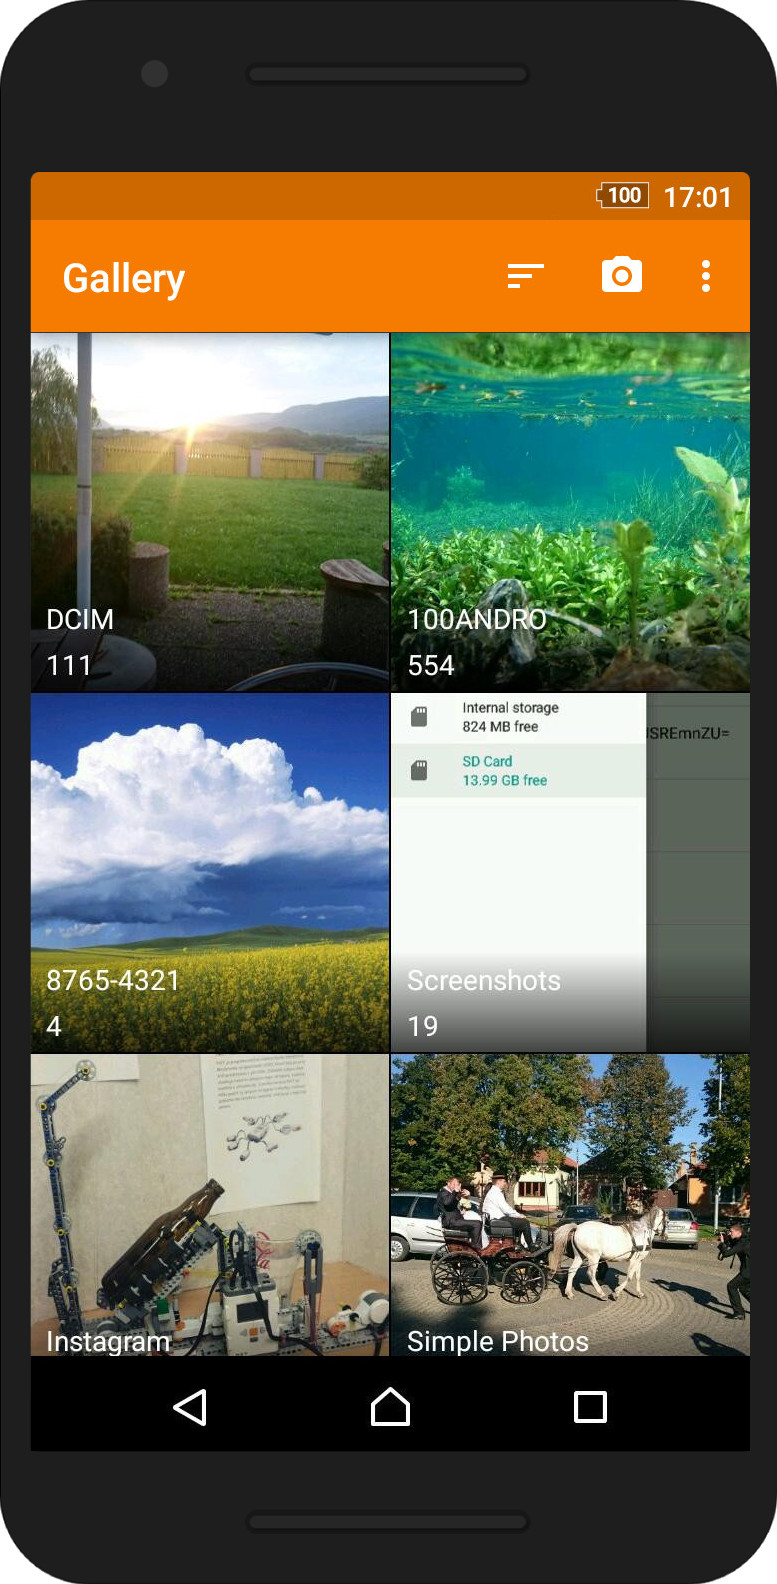 100 17:01
Gallery
DCIM
111
100ANDRO
554
Internal storage
824 MB free
SREmnZU=
SD Card
13.99 GB free
8765-4321
4
Screenshots
19
Instagram
Simple Photos